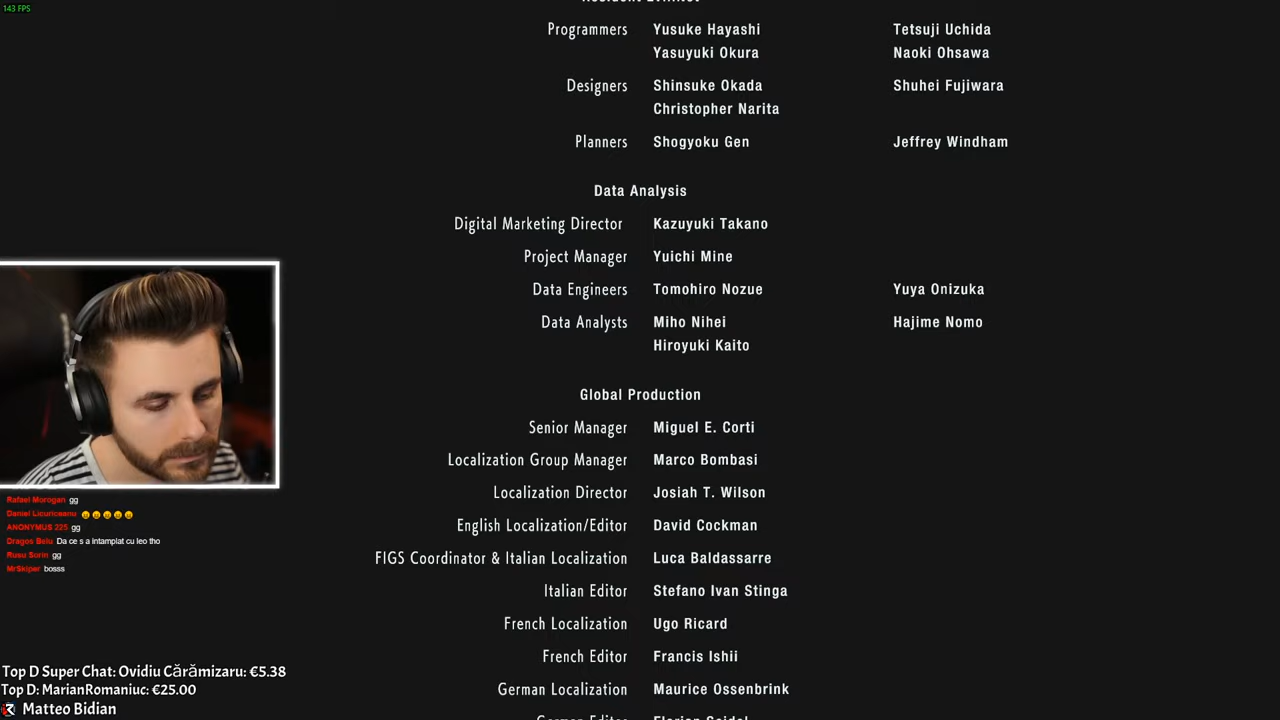 143 FPS
Programmers Yusuke Hayashi Tetsuji Uchida
Yasuyuki Okura Naoki Ohsawa
Designers Shinsuke Okada Shuhei Fujiwara
Christopher Narita
Planners Shogyoku Gen Jeffrey Windham
Data Analysis
Digital Marketing Director Kazuyuki Takano
Project Manager Yuichi Mine
Data Engineers Tomohiro Nozue Yuya Onizuka
Data Analysts Miho Nihei Hajime Nomo
Hiroyuki Kaito
Global Production
Senior Manager Miguel E. Corti
Localization Group Manager Marco Bombasi
Localization Director Josiah T. Wilson
English Localization/Editor David Cockman
FIGS Coordinator & Italian Localization Luca Baldassarre
Italian Editor Stefano Ivan Stinga
French Localization Ugo Ricard
French Editor Francis Ishii
German Localization Maurice Ossenbrink
Rafael Morogan gg
Daniel Licuriceanu
ANONYMUS 225 gg
Dragos Belu Da ce s a intamplat cu leo tho
Rusu Sorin gg
MrSkiper bosss
Top D Super Chat: Ovidiu Cărămizaru: €5.38
Top D: MarianRomaniuc: €25.00
Matteo Bidian